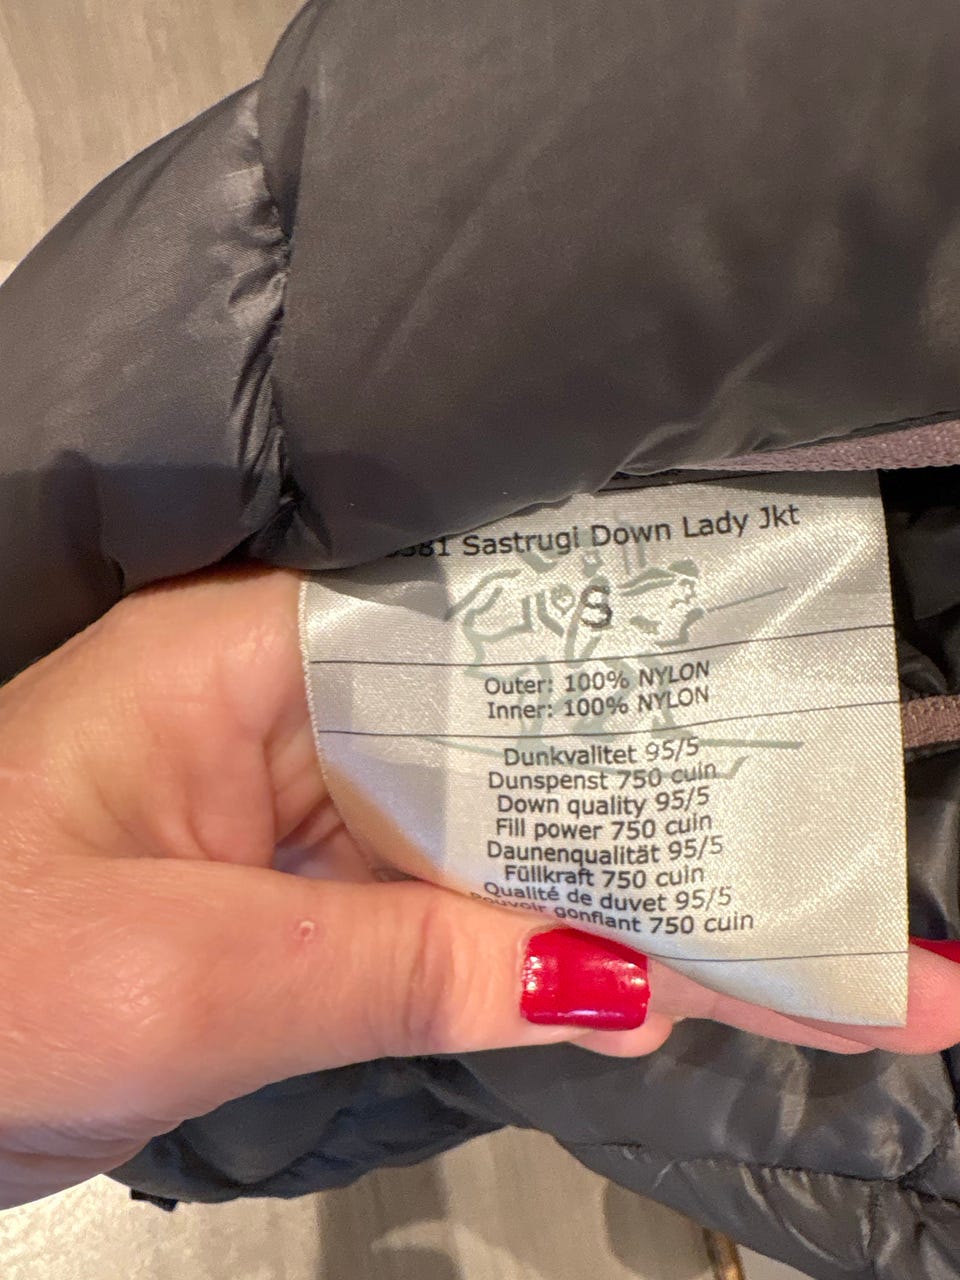 Sastrugi Down Lady Jkt
S
Outer: 100% NYLON
Inner: 100% NYLON
Dunkvalitet 95/5
Dunspenst 750 cuin
Down quality 95/5
Fill power 750 cuin
Daunenqualität 95/5
Füllkraft 750 cuin
Qualité de duvet 95/5
Pouvoir gonflant 750 cuin